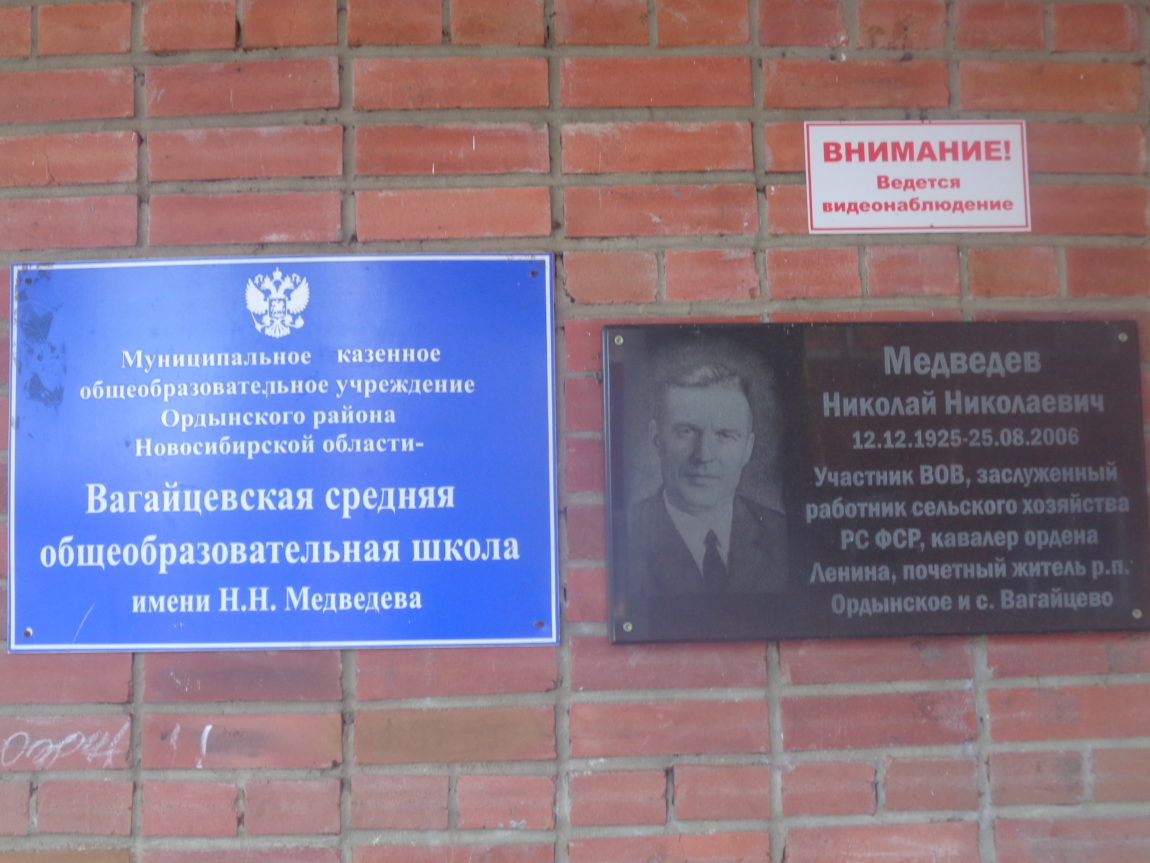 ВНИМАНИЕ!
Ведется
видеонаблюдение
Муниципальное казенное
общеобразовательное учреждение
Ордынского района
Новосибирской области-
Вагайцевская средняя
общеобразовательная школа
имени Н.Н. Медведева
Медведев
Николай Николаевич
12.12.1925-25.08.2006
Участник ВОВ, заслуженный
работник сельского хозяйства
РС ФСР, кавалер ордена
Ленина, почетный житель р.п.
Ордынское и с. Вагайцево